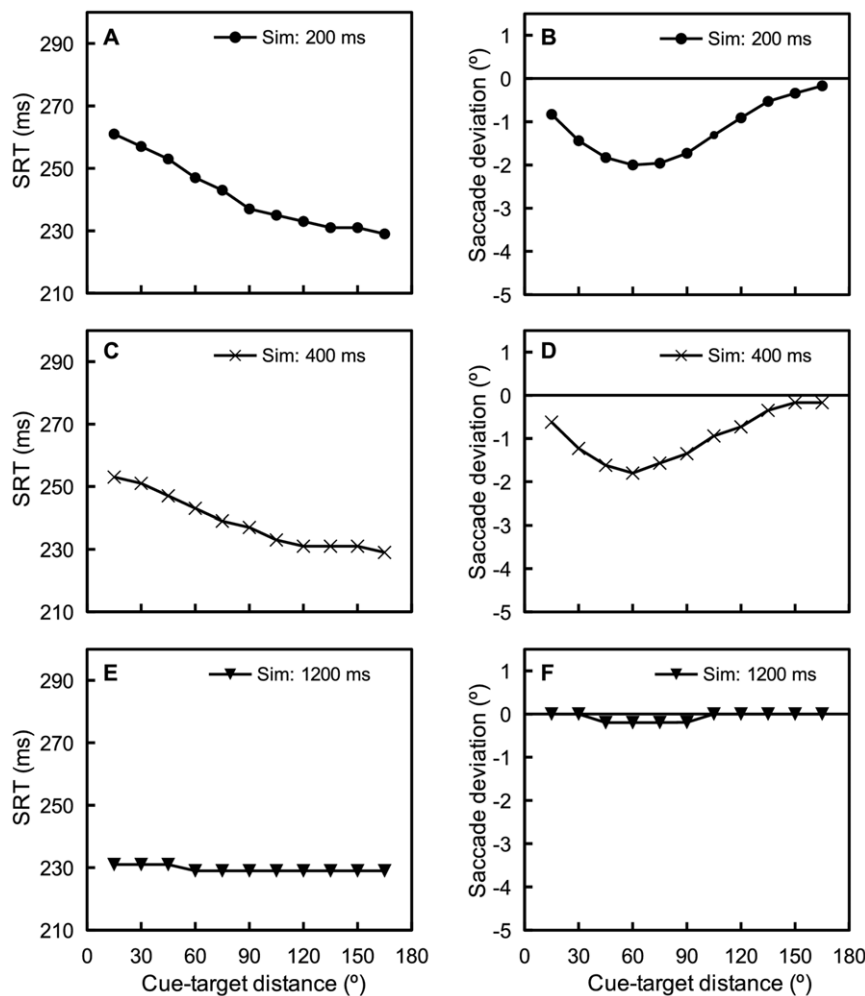 A
Sim: 200 ms
SRT (ms)
290
270
250
230
210
B
Sim: 200 ms
Saccade deviation (º)
1
0
-1
-2
-3
-4
-5
C
Sim: 400 ms
SRT (ms)
290
270
250
230
210
D
Sim: 400 ms
Saccade deviation (º)
1
0
-1
-2
-3
-4
-5
E
Sim: 1200 ms
SRT (ms)
290
270
250
230
210
0 30 60 90 120 150 180
Cue-target distance (º)
F
Sim: 1200 ms
Saccade deviation (º)
1
0
-1
-2
-3
-4
-5
0 30 60 90 120 150 180
Cue-target distance (º)